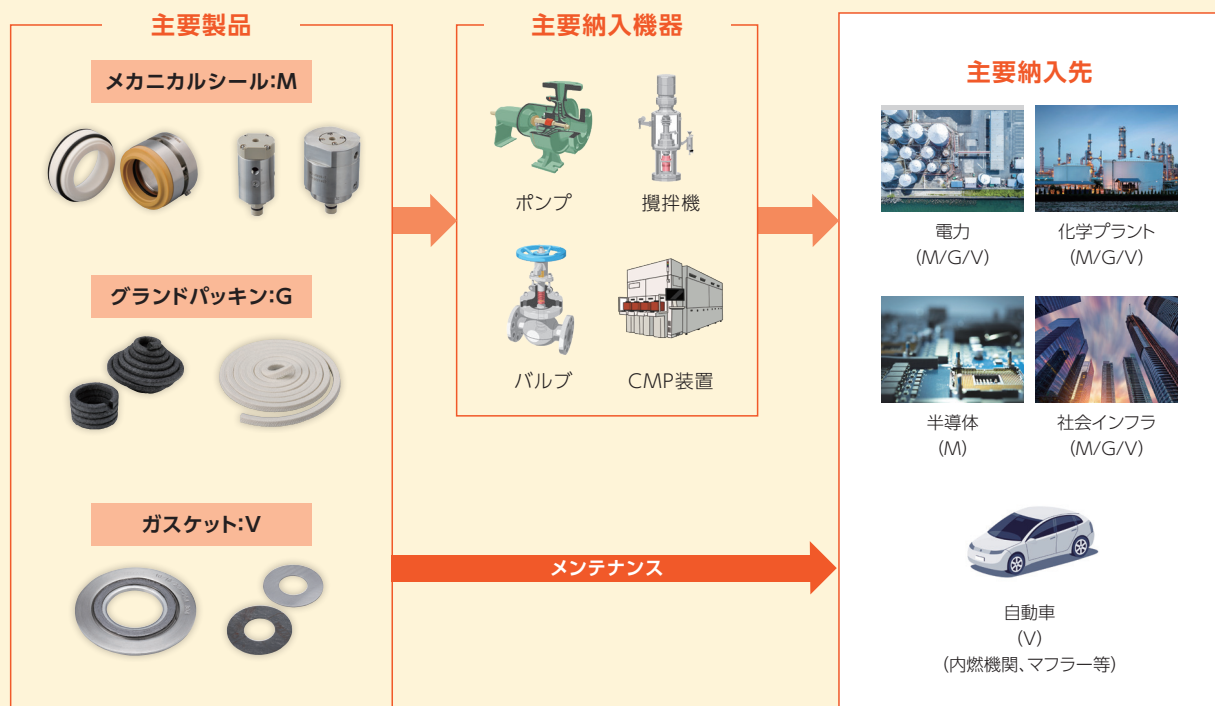 主要製品
メカニカルシール:M
グランドパッキン:G
ガスケット:V
主要納入機器
ポンプ
攪拌機
バルブ
CMP装置
メンテナンス
主要納入先
電力
(M/G/V)
化学プラント
(M/G/V)
半導体
(M)
社会インフラ
(M/G/V)
自動車
(V)
(内燃機関、マフラー等)